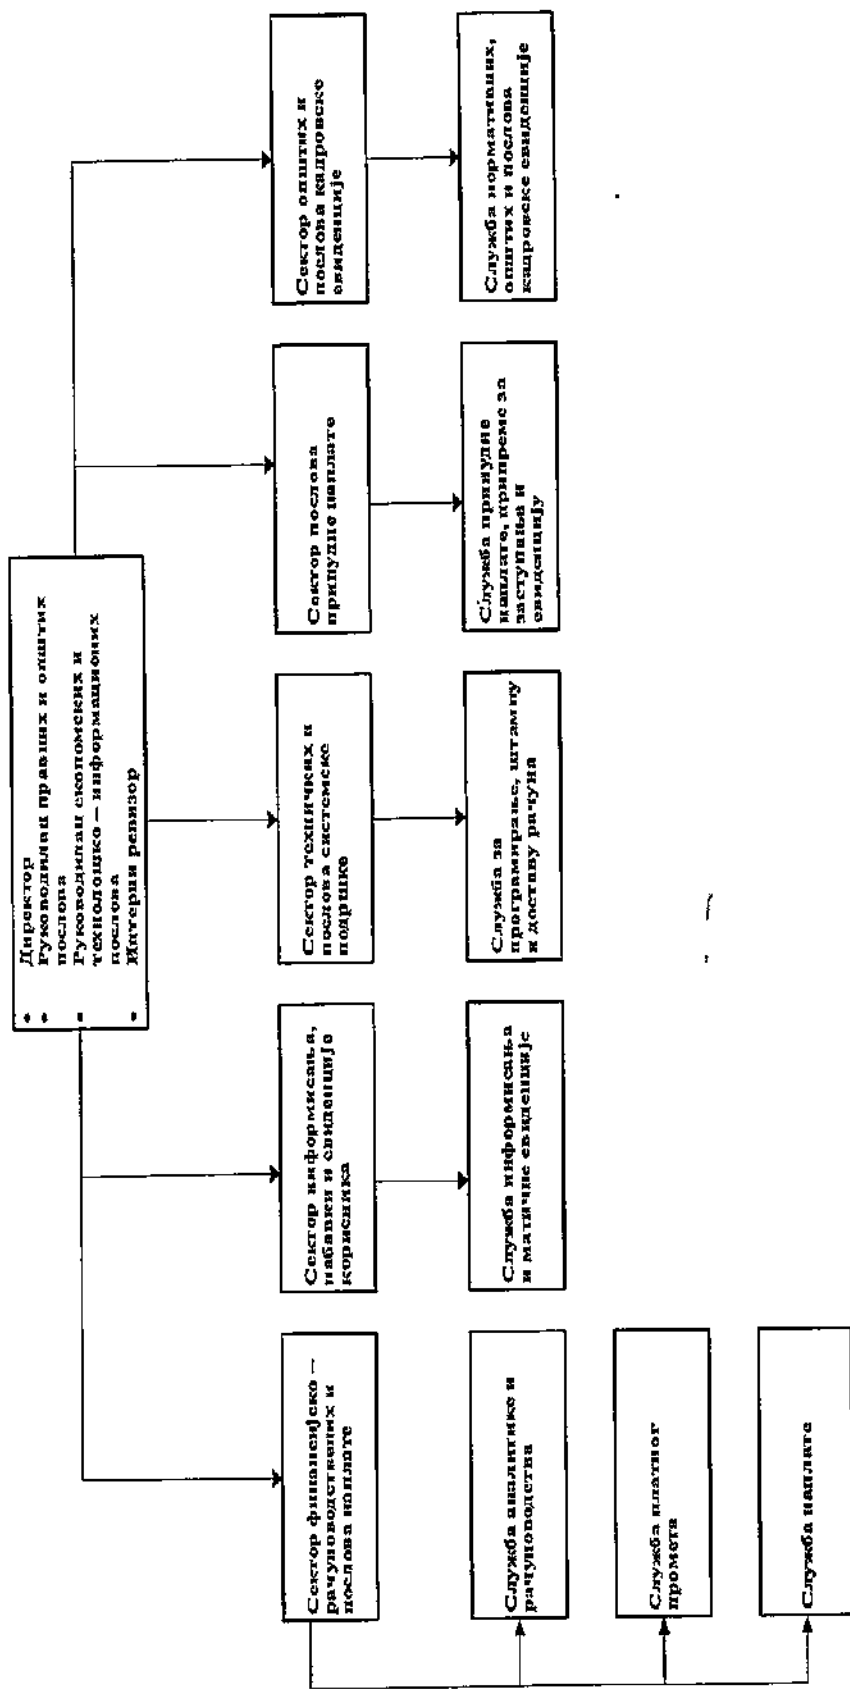 Директор
Руководилац правних и општих
послова
Руководилац економских и
технолошко – информационих
послова
Интерни ревизор
Сектор финансијско –
рачуноводствених и
послова наплате
Сектор информисања,
набавки и евиденције
корисника
Сектор техничких и
послова системске
подршке
Сектор послова
принудне наплате
Сектор општих и
послова кадровске
евиденције
Служба аналитике и
рачуноводства
Служба информисања
и матичне евиденције
Служба за
програмирање, штампу
и доставу рачуна
Служба принудне
наплате, припреме за
заступања и
евиденцију
Служба нормативних,
општих и послова
кадровске евиденције
Служба платног
промета
Служба наплате